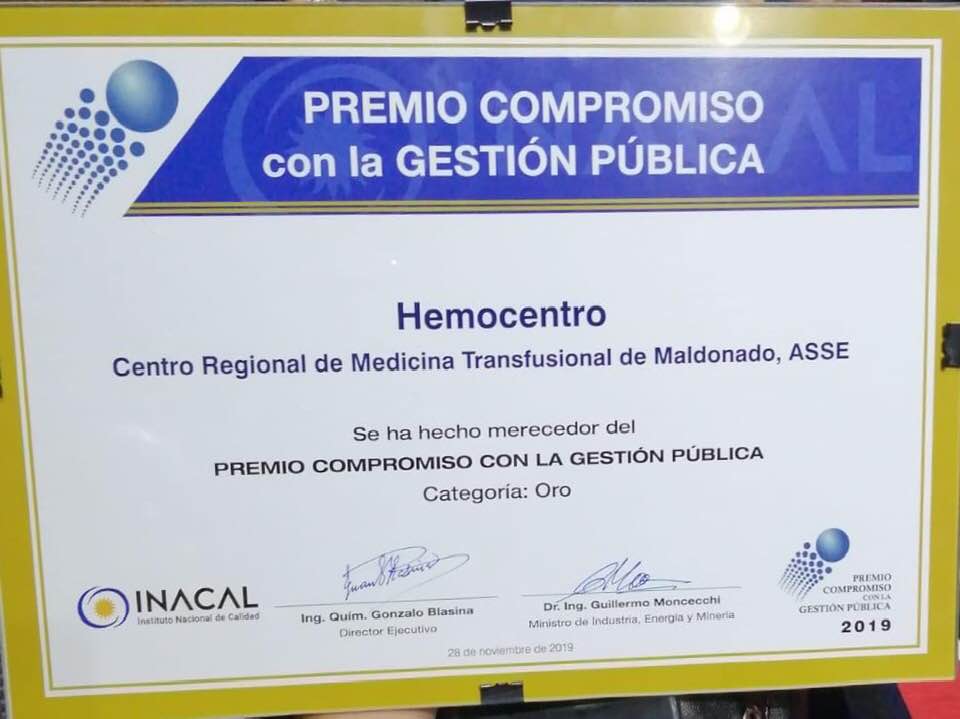 PREMIO COMPROMISO
con la GESTIÓN PÚBLICA
Hemocentro
Centro Regional de Medicina Transfusional de Maldonado, ASSE
Se ha hecho merecedor del
PREMIO COMPROMISO CON LA GESTIÓN PÚBLICA
Categoría: Oro
INACAL
Instituto Nacional de Calidad
Ing. Quím. Gonzalo Blasina
Director Ejecutivo
Dr. Ing. Guillermo Moncecchi
Ministro de Industria, Energía y Minería
28 de noviembre de 2019
PREMIO
COMPROMISO
CON LA
GESTIÓN PÚBLICA
2019